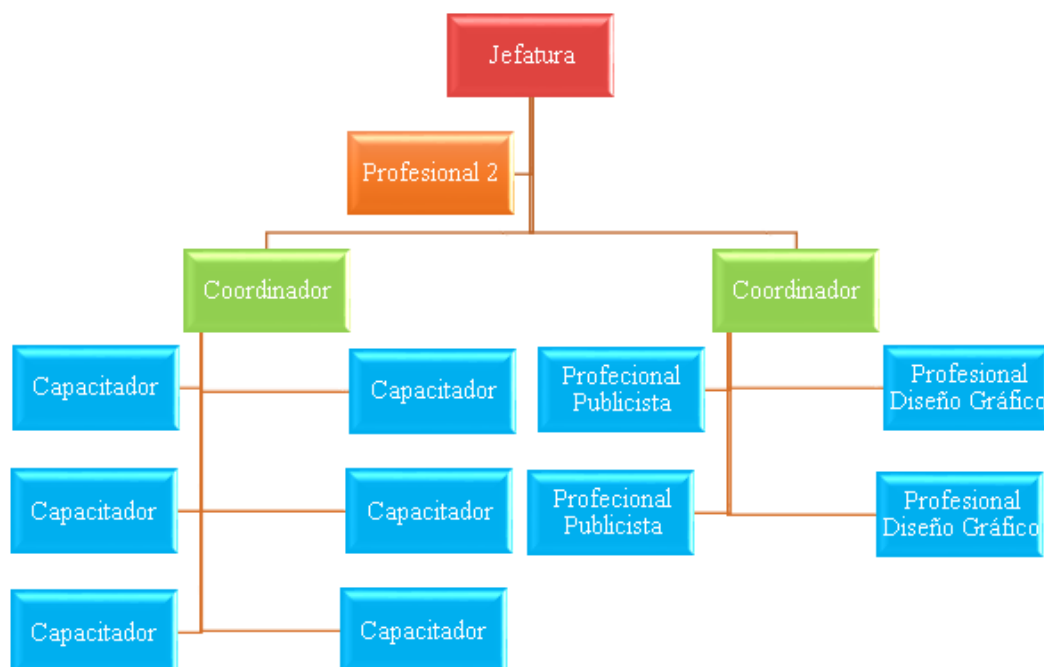 Jefatura
Profesional 2
Coordinador
Coordinador
Capacitador
Capacitador
Profecional
Publicista
Profesional
Diseño Gráfico
Capacitador
Capacitador
Profecional
Publicista
Profesional
Diseño Gráfico
Capacitador
Capacitador